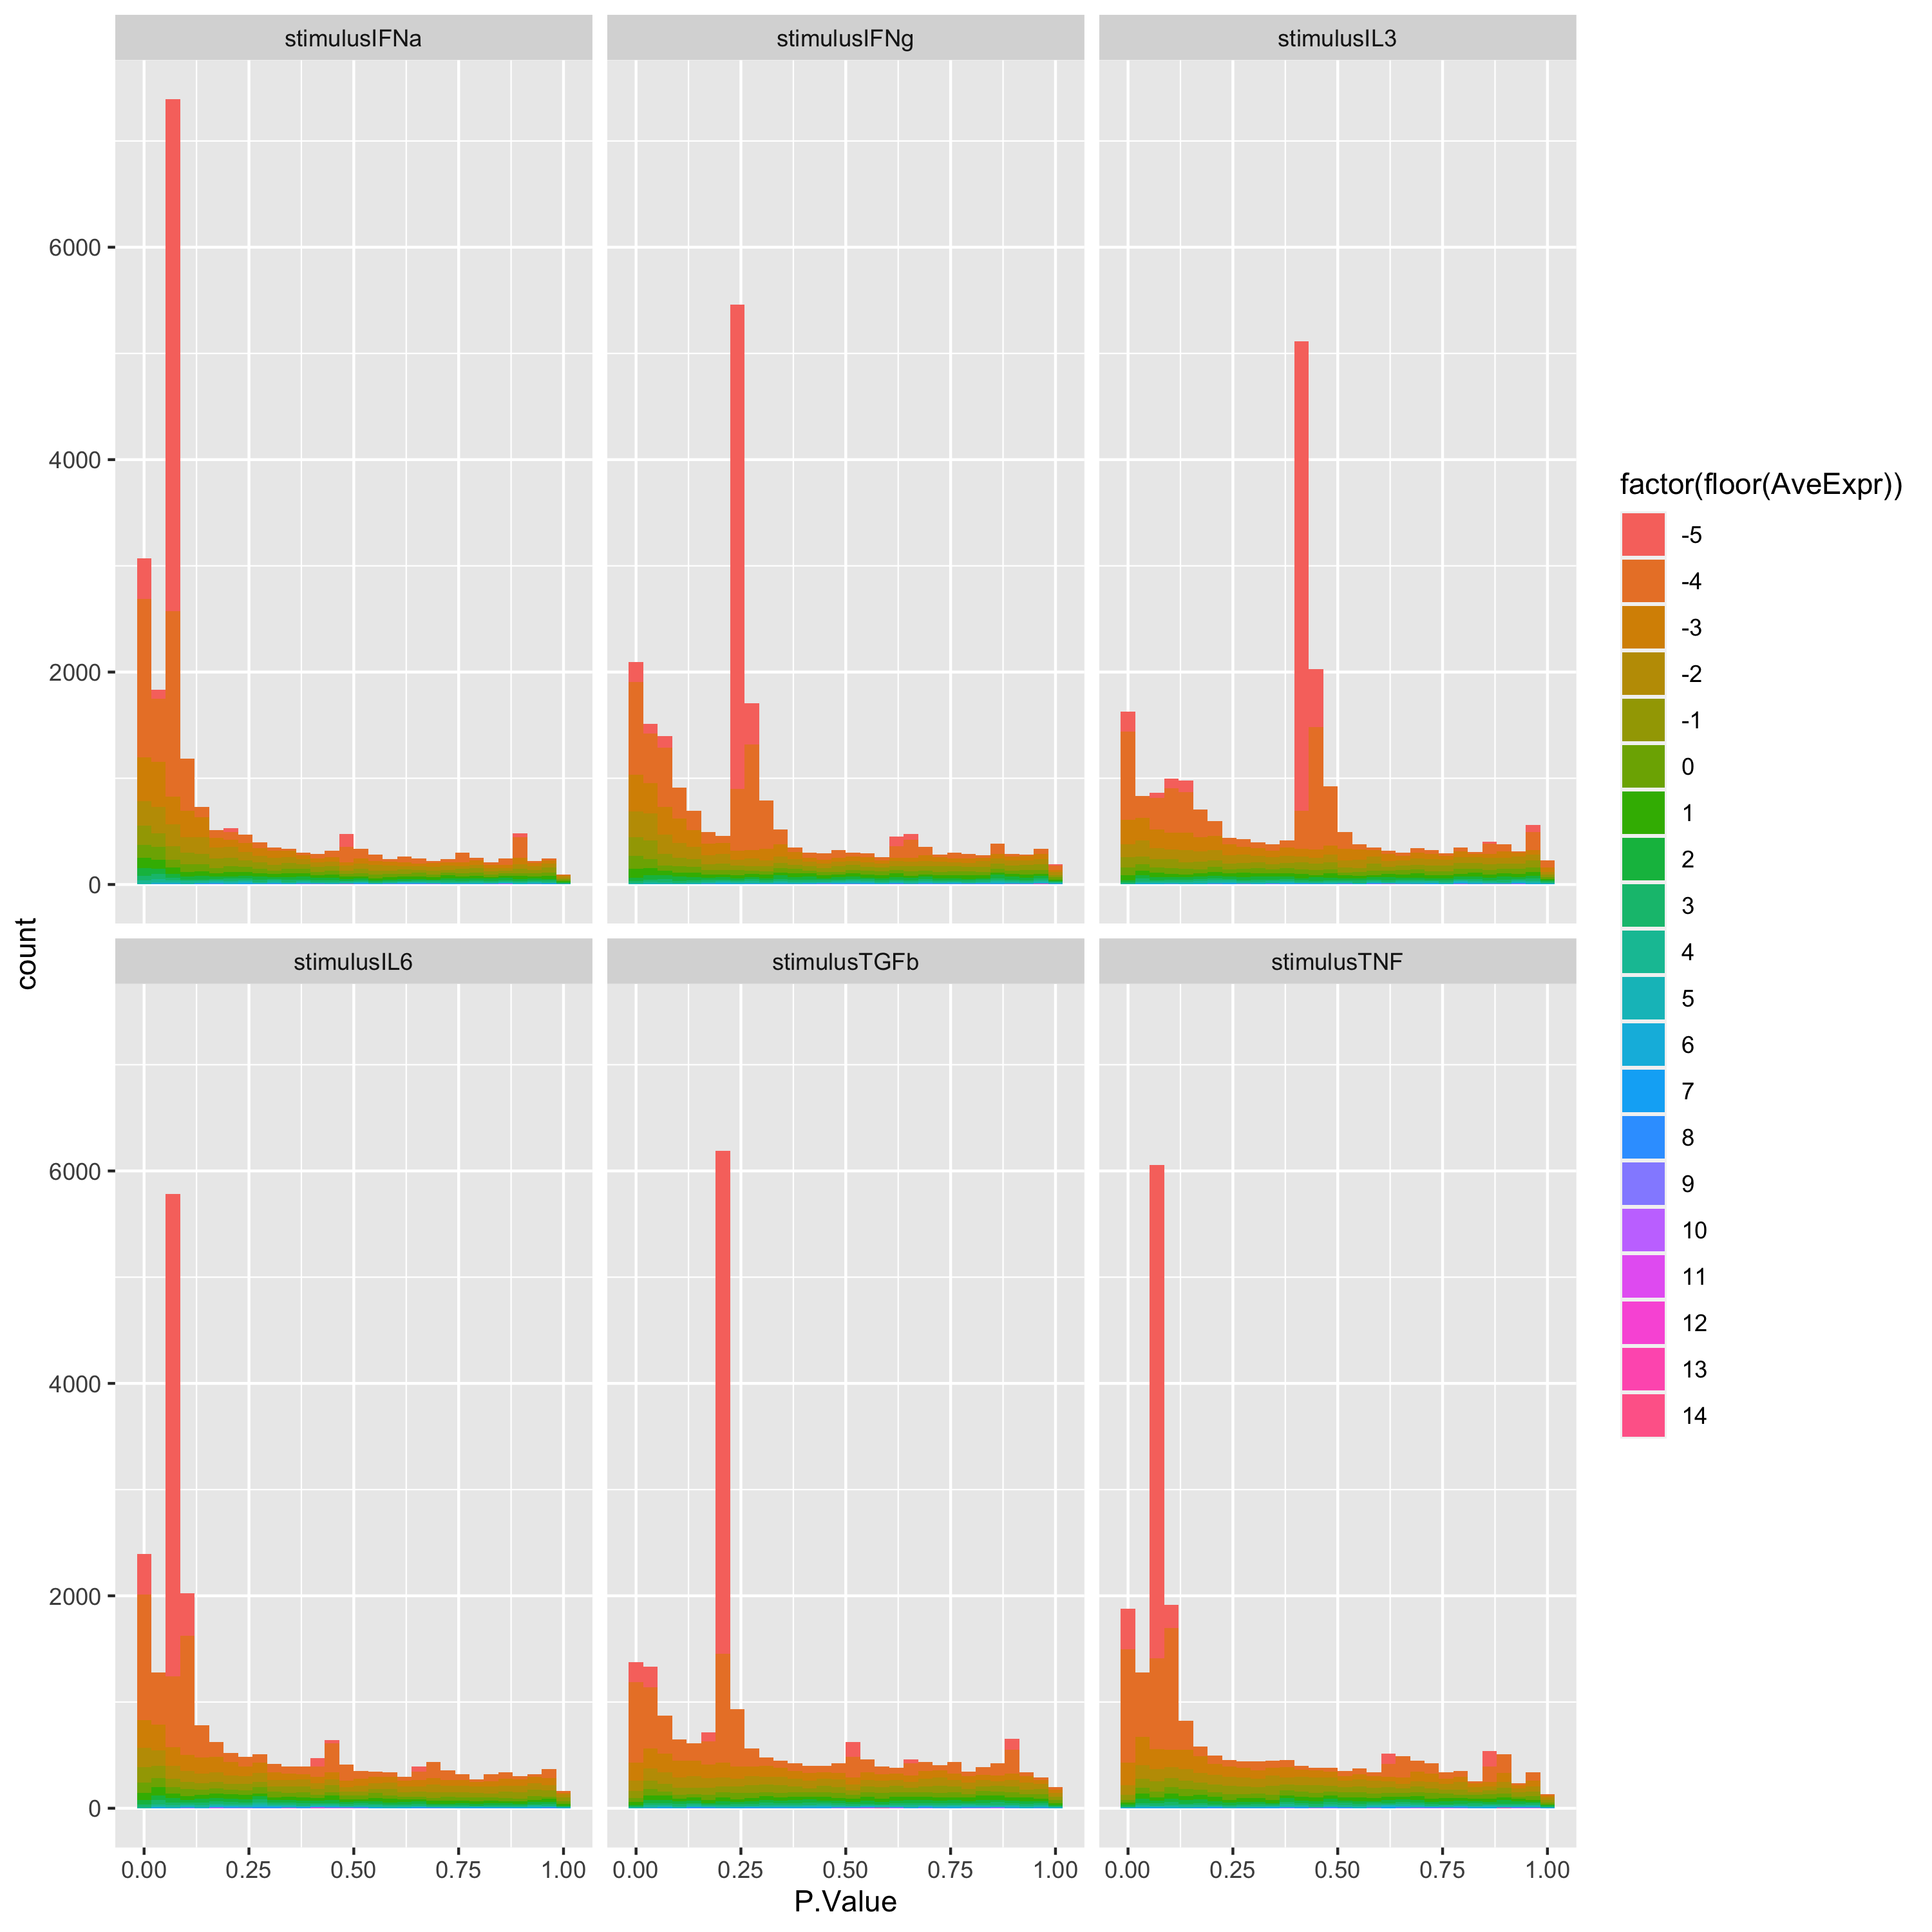 stimulusIFNa
stimulusIFNg
stimulusIL3
6000
4000
2000
0
stimulusIL6
stimulusTGFb
stimulusTNF
6000
4000
2000
0
count
0.00 0.25 0.50 0.75 1.00
0.00 0.25 0.50 0.75 1.00
0.00 0.25 0.50 0.75 1.00
P.Value
factor(floor(AveExpr))
-5
-4
-3
-2
-1
0
1
2
3
4
5
6
7
8
9
10
11
12
13
14